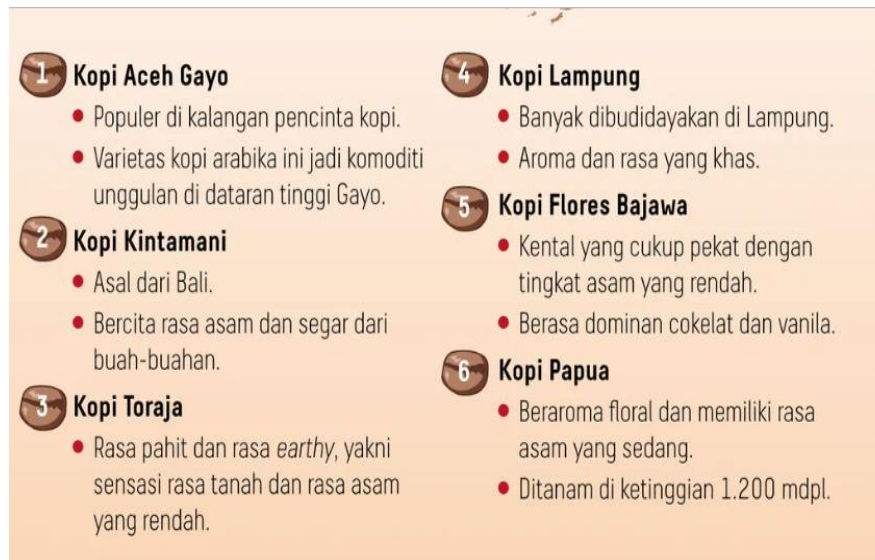 1 Kopi Aceh Gayo
• Populer di kalangan pencinta kopi.
• Varietas kopi arabika ini jadi komoditi
unggulan di dataran tinggi Gayo.
2 Kopi Kintamani
• Asal dari Bali.
• Bercita rasa asam dan segar dari
buah-buahan.
3 Kopi Toraja
• Rasa pahit dan rasa earthy, yakni
sensasi rasa tanah dan rasa asam
yang rendah.
4 Kopi Lampung
• Banyak dibudidayakan di Lampung.
• Aroma dan rasa yang khas.
5 Kopi Flores Bajawa
• Kental yang cukup pekat dengan
tingkat asam yang rendah.
• Berasa dominan cokelat dan vanila.
6 Kopi Papua
• Beraroma floral dan memiliki rasa
asam yang sedang.
• Ditanam di ketinggian 1.200 mdpl.